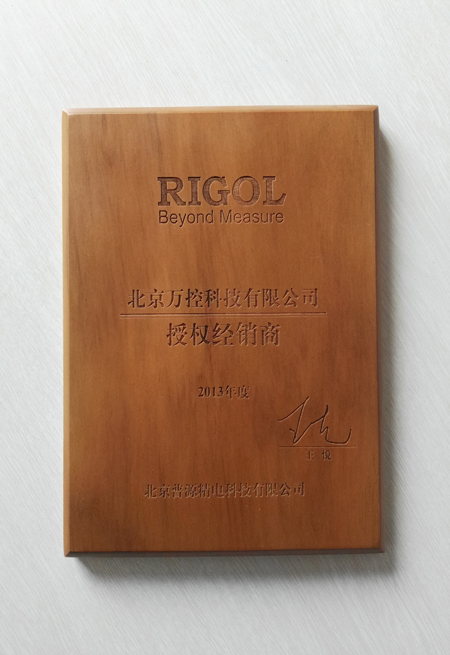 RIGOL
Beyond Measure
北京万控科技有限公司
授权经销商
2013年度
王悦
北京普源精电科技有限公司